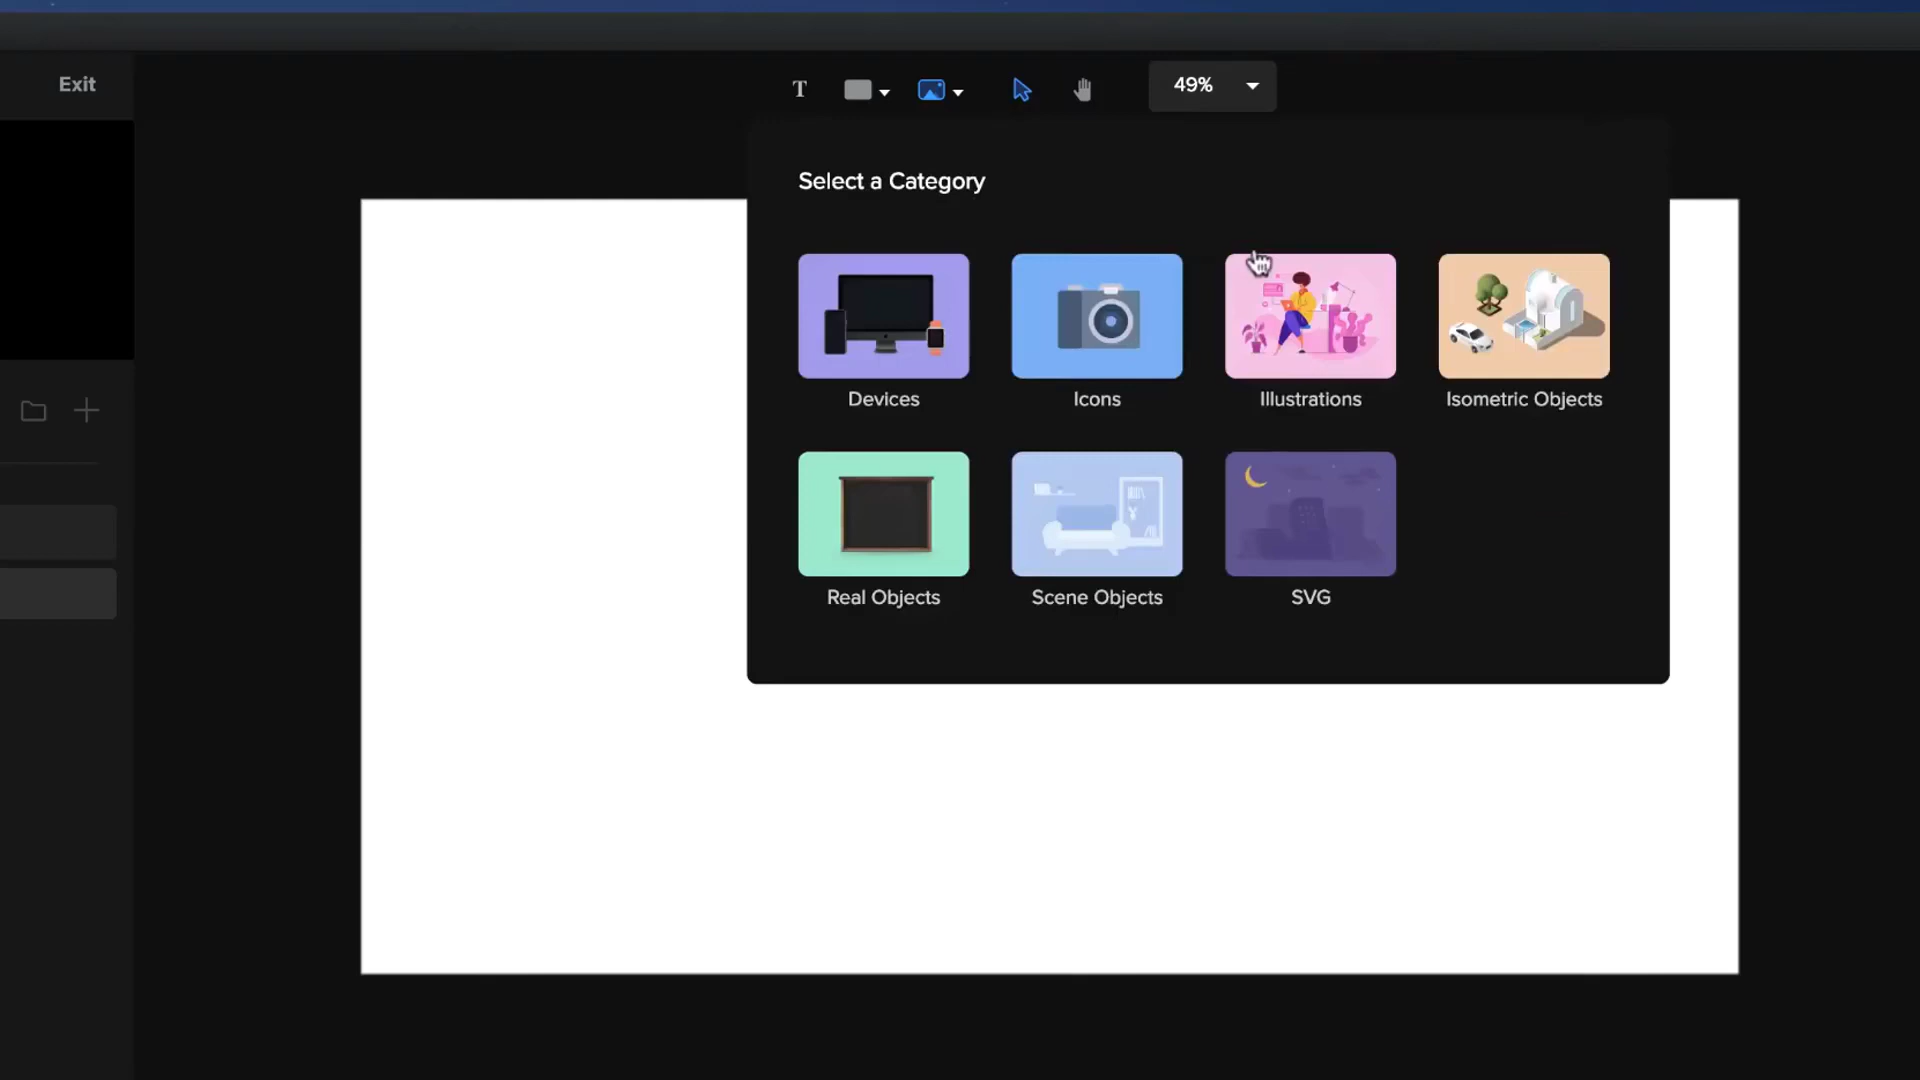 Exit
T
49%
Select a Category
Devices
Icons
Illustrations
Isometric Objects
Real Objects
Scene Objects
SVG